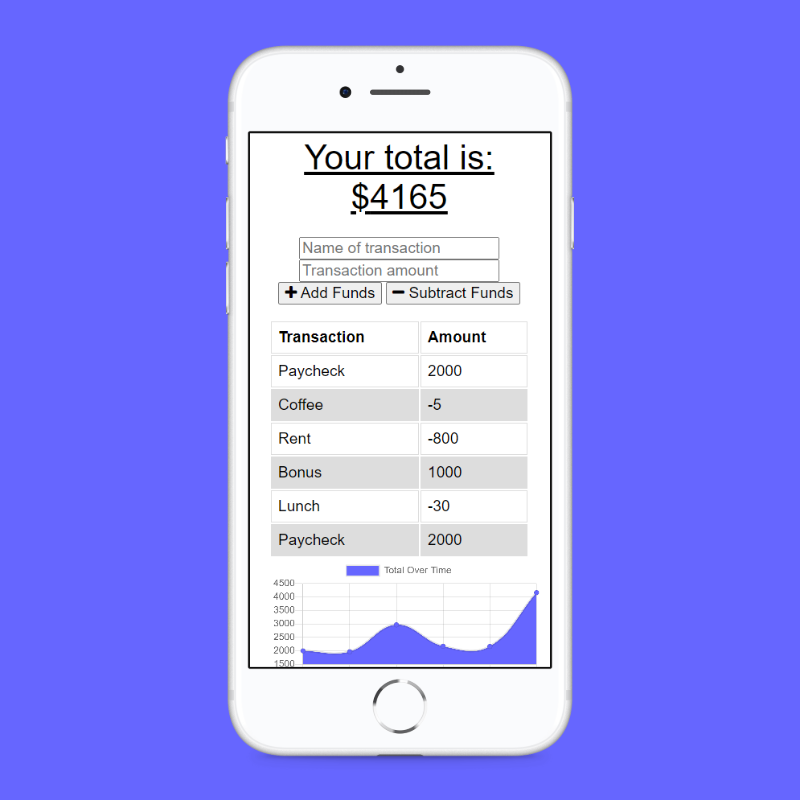 Your total is:
$4165
Name of transaction
Transaction amount
Add Funds Subtract Funds
Transaction Amount
Paycheck 2000
Coffee -5
Rent -800
Bonus 1000
Lunch -30
Paycheck 2000
Total Over Time
4500
4000
3500
3000
2500
2000
1500